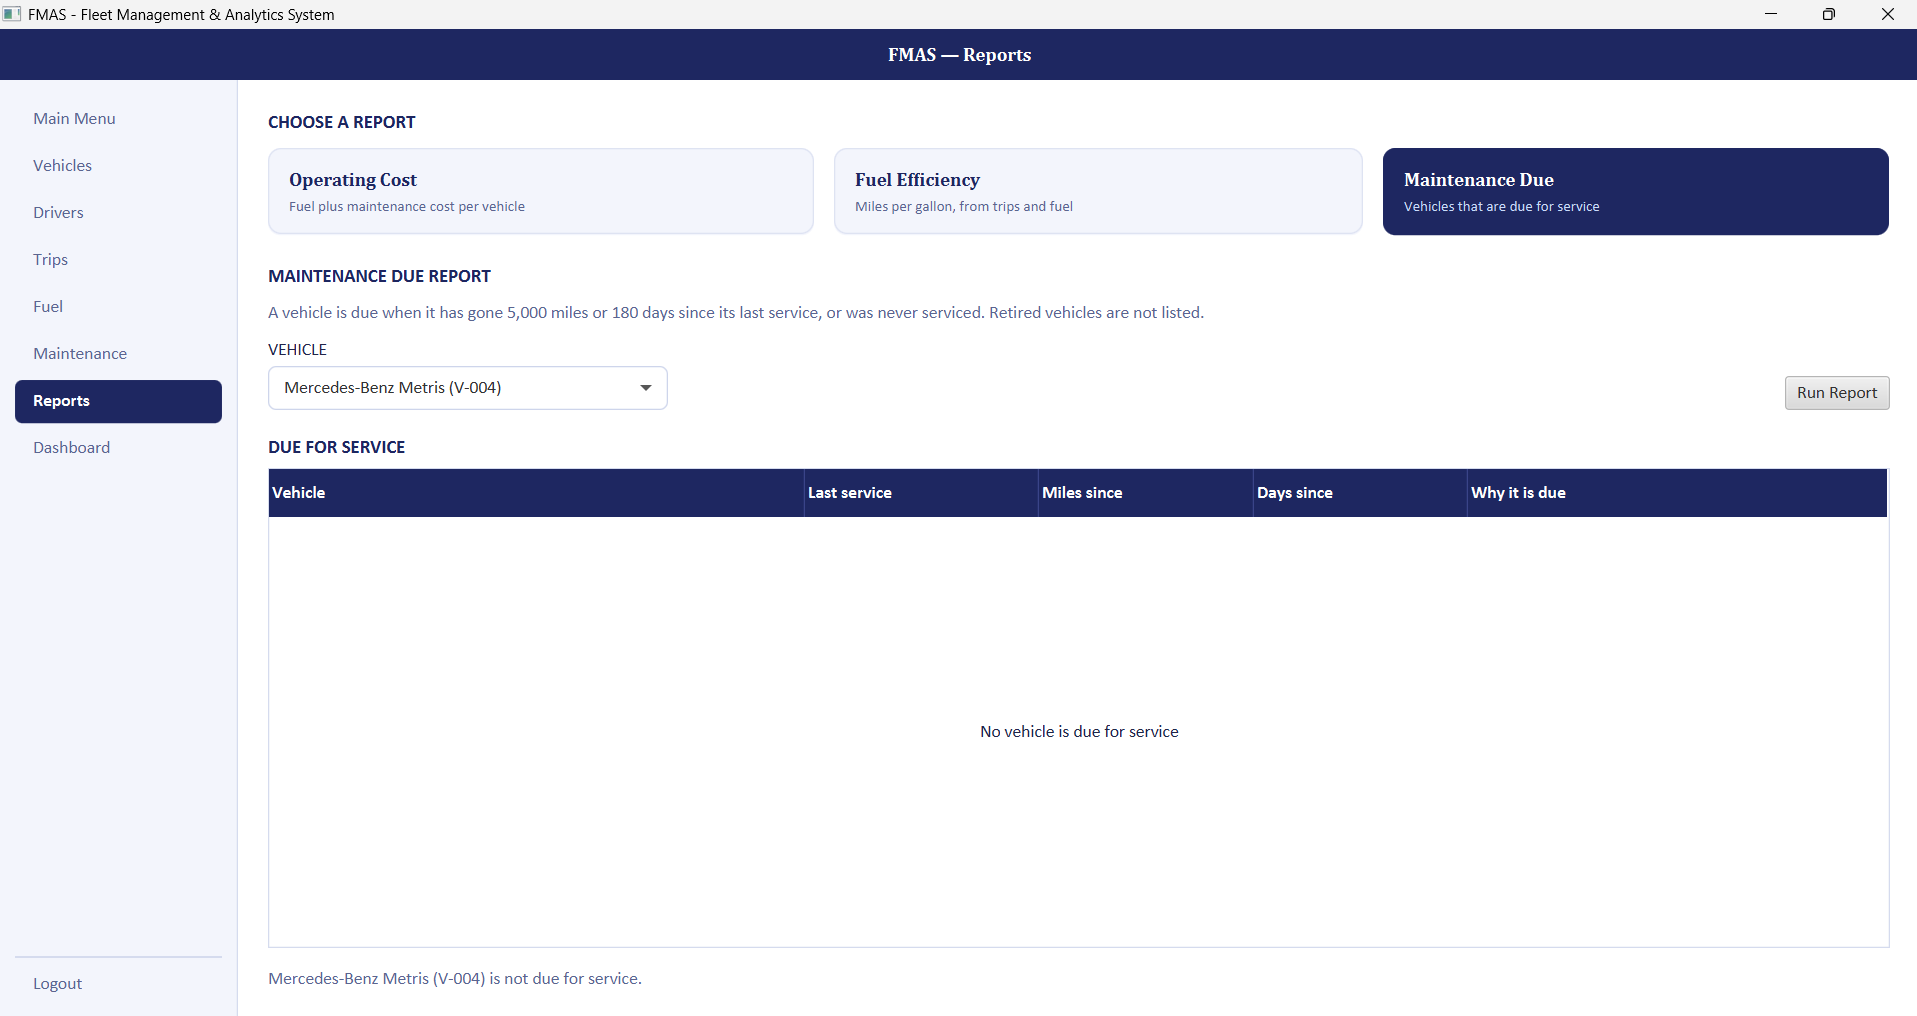 FMAS - Fleet Management & Analytics System
FMAS — Reports
Main Menu
Vehicles
Drivers
Trips
Fuel
Maintenance
Reports
Dashboard
Logout
CHOOSE A REPORT
Operating Cost
Fuel plus maintenance cost per vehicle
Fuel Efficiency
Miles per gallon, from trips and fuel
Maintenance Due
Vehicles that are due for service
MAINTENANCE DUE REPORT
A vehicle is due when it has gone 5,000 miles or 180 days since its last service, or was never serviced. Retired vehicles are not listed.
VEHICLE
Mercedes-Benz Metris (V-004)
Run Report
DUE FOR SERVICE
Vehicle Last service Miles since Days since Why it is due
No vehicle is due for service
Mercedes-Benz Metris (V-004) is not due for service.